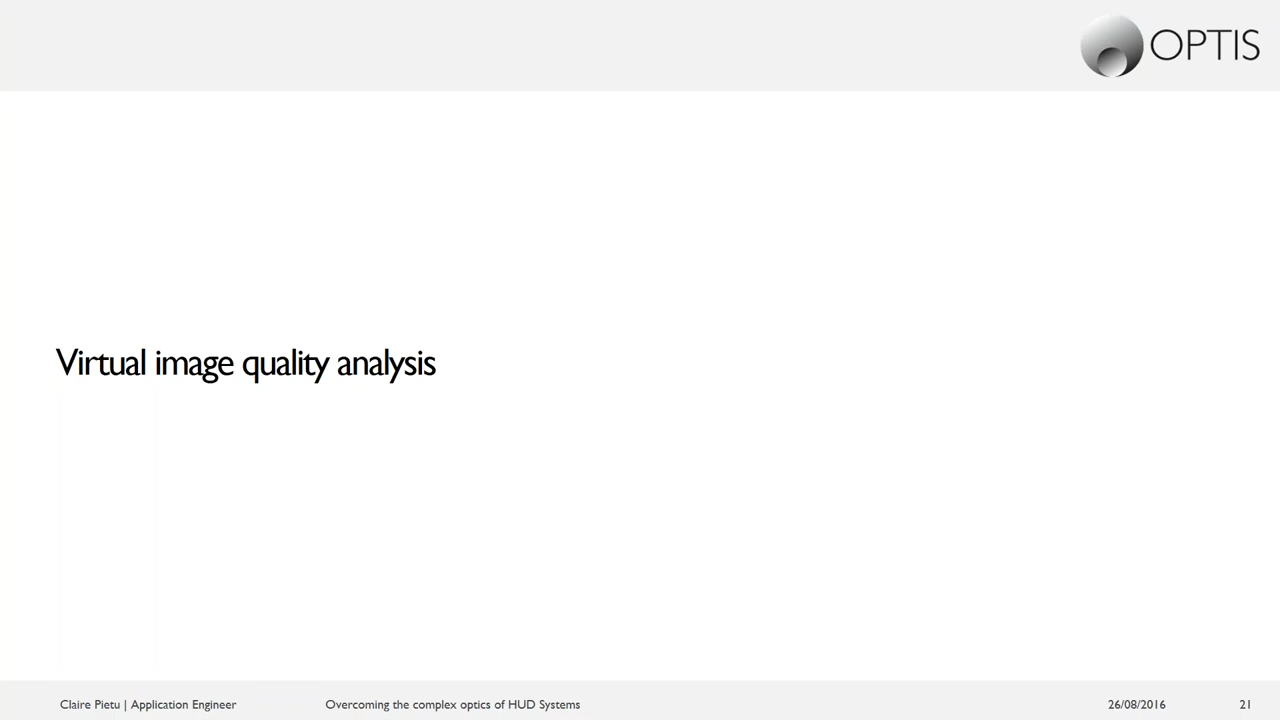 OPTIS
Virtual image quality analysis
Claire Pietu | Application Engineer
Overcoming the complex optics of HUD Systems
26/08/2016
21